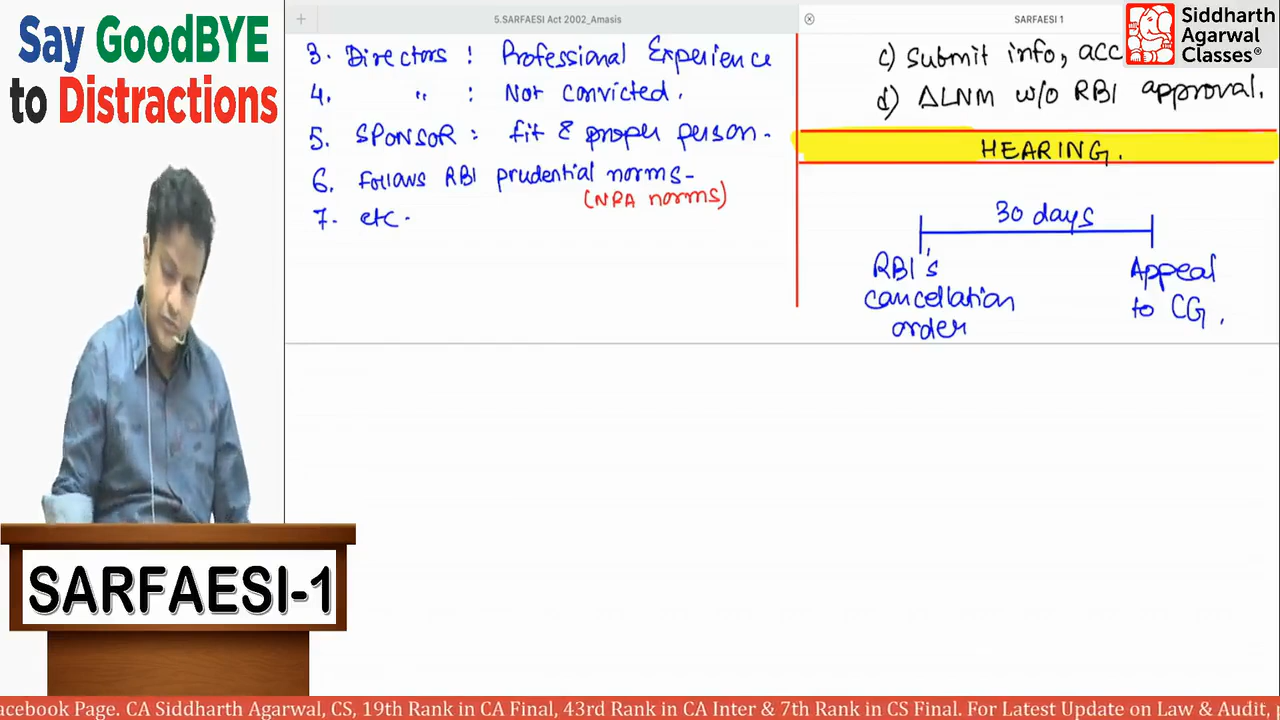 Say GoodBYE
to Distractions
5.SARFAESI Act 2002_Amasis
SARFAESI 1
Siddharth
Agarwal
Classes®
3. Directors : Professional Experience
4. " : Not convicted.
5. SPONSOR : fit & proper person.
6. Follows RBI prudential norms-
(NPA norms)
7. etc.
c) Submit info, acc
d) ΔLNM w/o RBI approval.
HEARING.
30 days
RBI's
cancellation
order
Appeal
to CG.
SARFAESI-1
acebook Page. CA Siddharth Agarwal, CS, 19th Rank in CA Final, 43rd Rank in CA Inter & 7th Rank in CS Final. For Latest Update on Law & Audit,